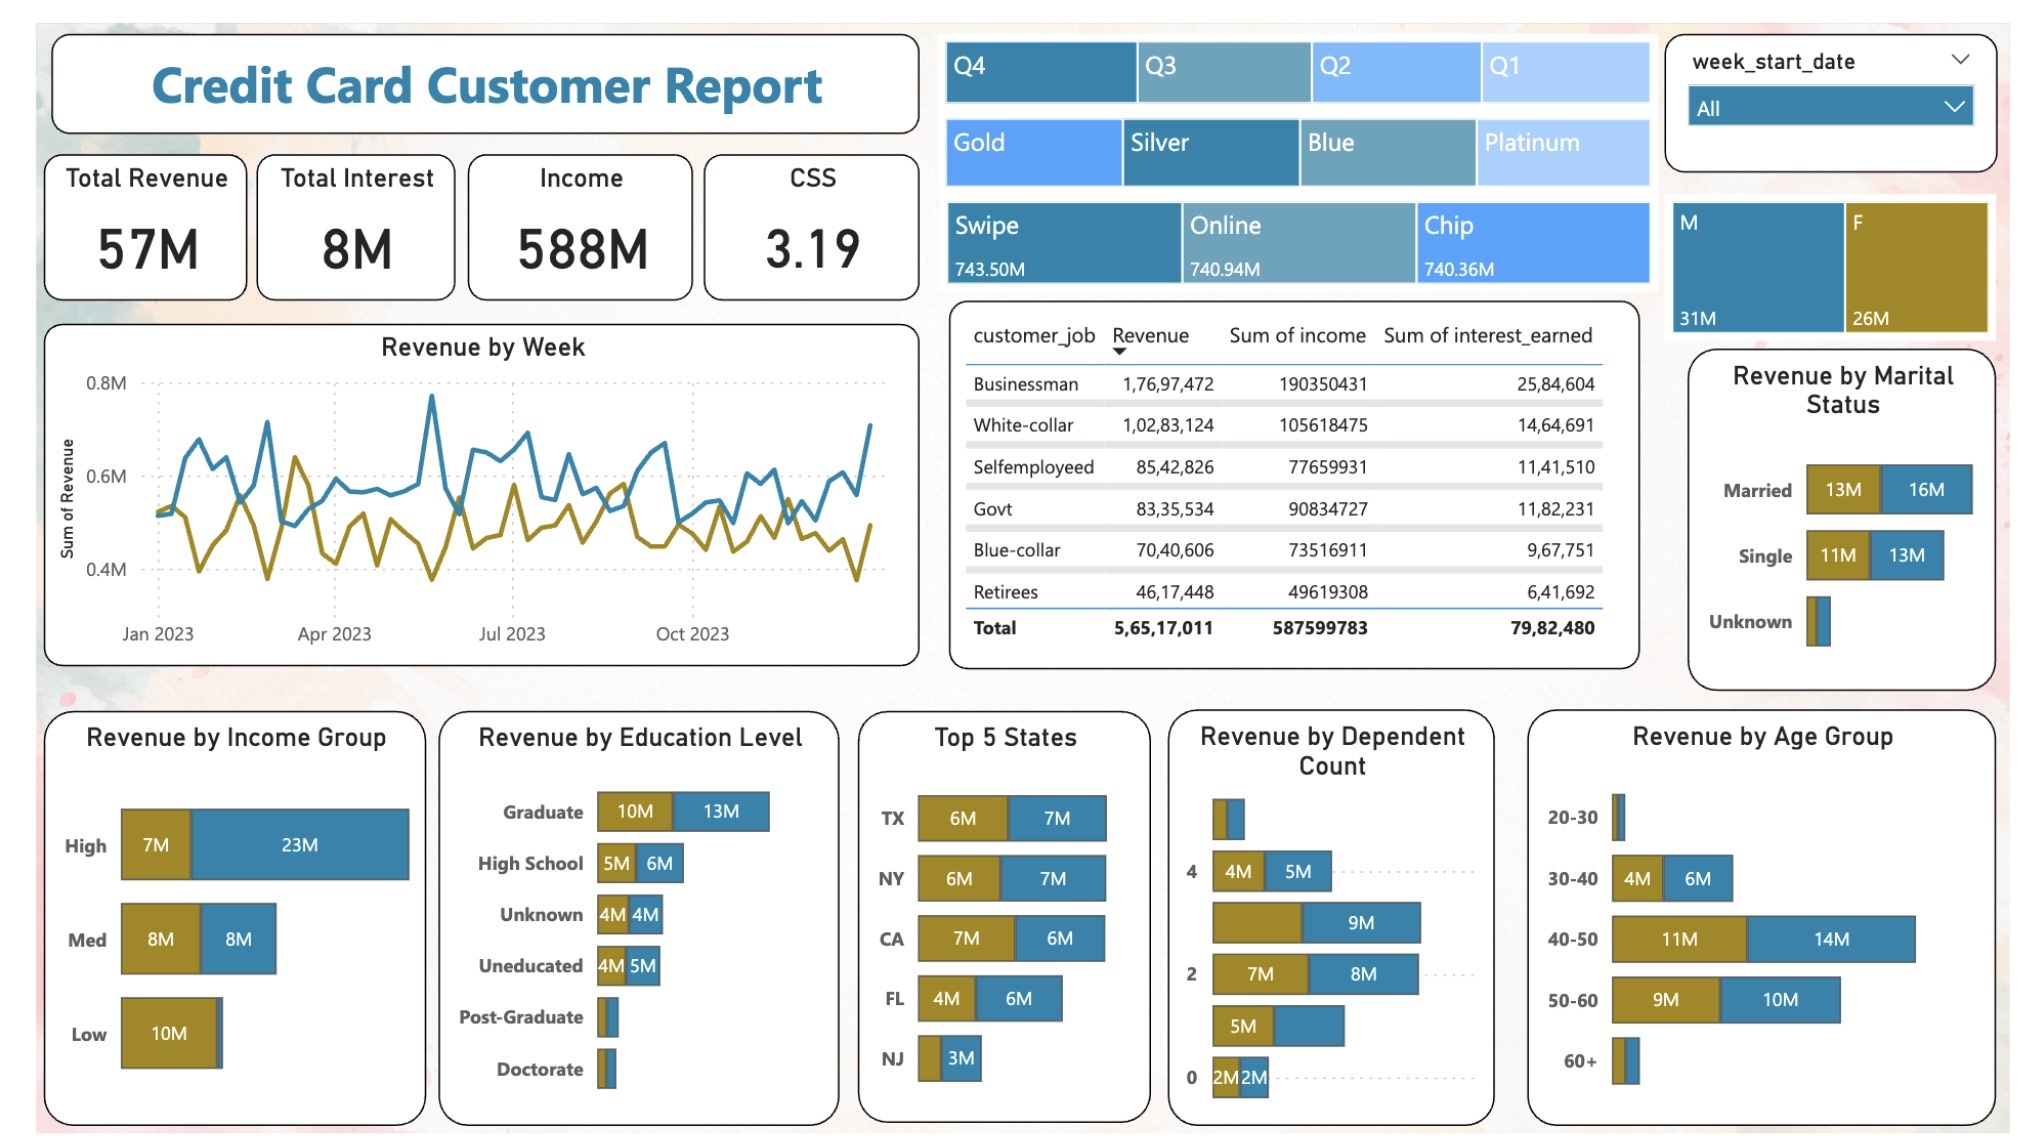 Credit Card Customer Report
Q4 Q3 Q2 Q1
Gold Silver Blue Platinum
Swipe Online Chip
743.50M 740.94M 740.36M
week_start_date
All
Total Revenue
57M
Total Interest
8M
Income
588M
CSS
3.19
M F
31M 26M
Revenue by Week
Sum of Revenue
0.8M
0.6M
0.4M
Jan 2023 Apr 2023 Jul 2023 Oct 2023
customer_job Revenue Sum of income Sum of interest_earned
Businessman 1,76,97,472 190350431 25,84,604
White-collar 1,02,83,124 105618475 14,64,691
Selfemployeed 85,42,826 77659931 11,41,510
Govt 83,35,534 90834727 11,82,231
Blue-collar 70,40,606 73516911 9,67,751
Retirees 46,17,448 49619308 6,41,692
Total 5,65,17,011 587599783 79,82,480
Revenue by Marital
Status
Married 13M 16M
Single 11M 13M
Unknown
Revenue by Income Group
High 7M 23M
Med 8M 8M
Low 10M
Revenue by Education Level
Graduate 10M 13M
High School 5M 6M
Unknown 4M 4M
Uneducated 4M 5M
Post-Graduate
Doctorate
Top 5 States
TX 6M 7M
NY 6M 7M
CA 7M 6M
FL 4M 6M
NJ 3M
Revenue by Dependent
Count
4 4M 5M
9M
2 7M 8M
5M
0 2M 2M
Revenue by Age Group
20-30
30-40 4M 6M
40-50 11M 14M
50-60 9M 10M
60+